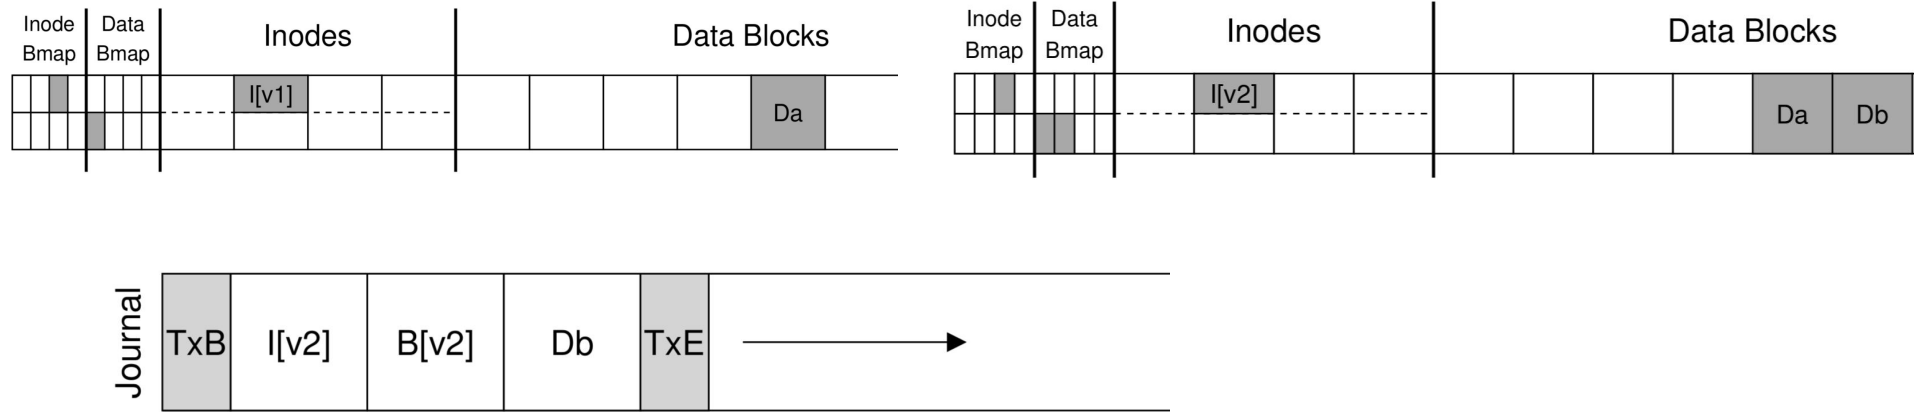 Inode Bmap
Data Bmap
Inodes
Data Blocks
I[v1]
Da
Inode Bmap
Data Bmap
Inodes
Data Blocks
I[v2]
Da
Db
Journal
TxB
I[v2]
B[v2]
Db
TxE